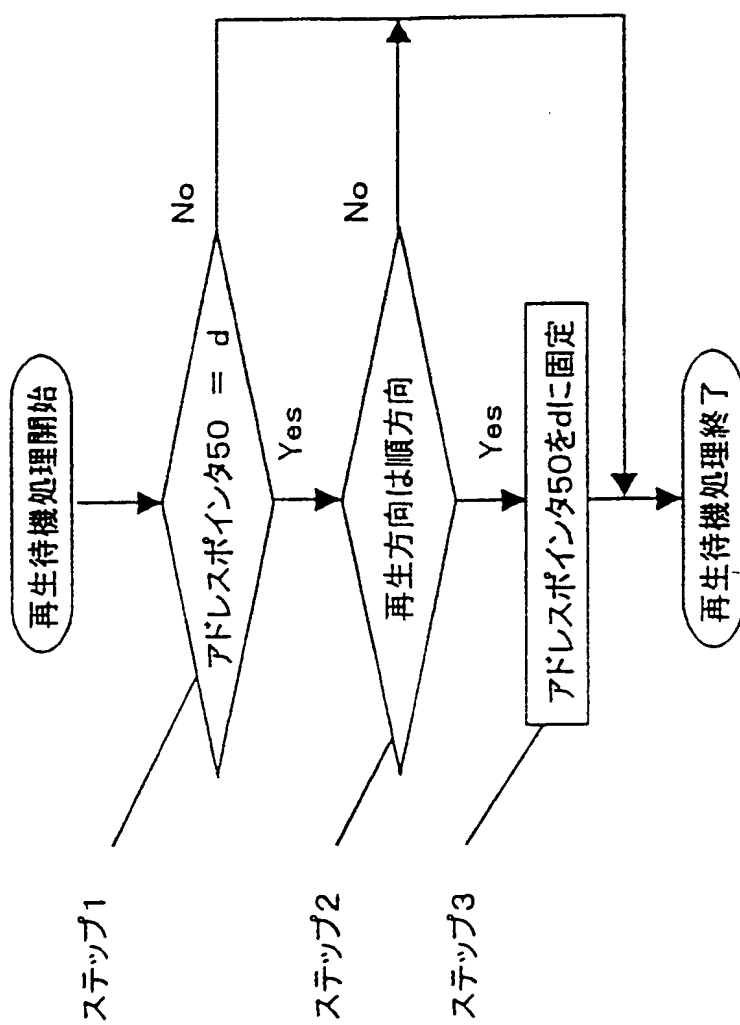 再生待機処理開始
ステップ1
アドレスポインタ50 = d
No
Yes
ステップ2
再生方向は順方向
No
Yes
ステップ3
アドレスポインタ50をdに固定
再生待機処理終了